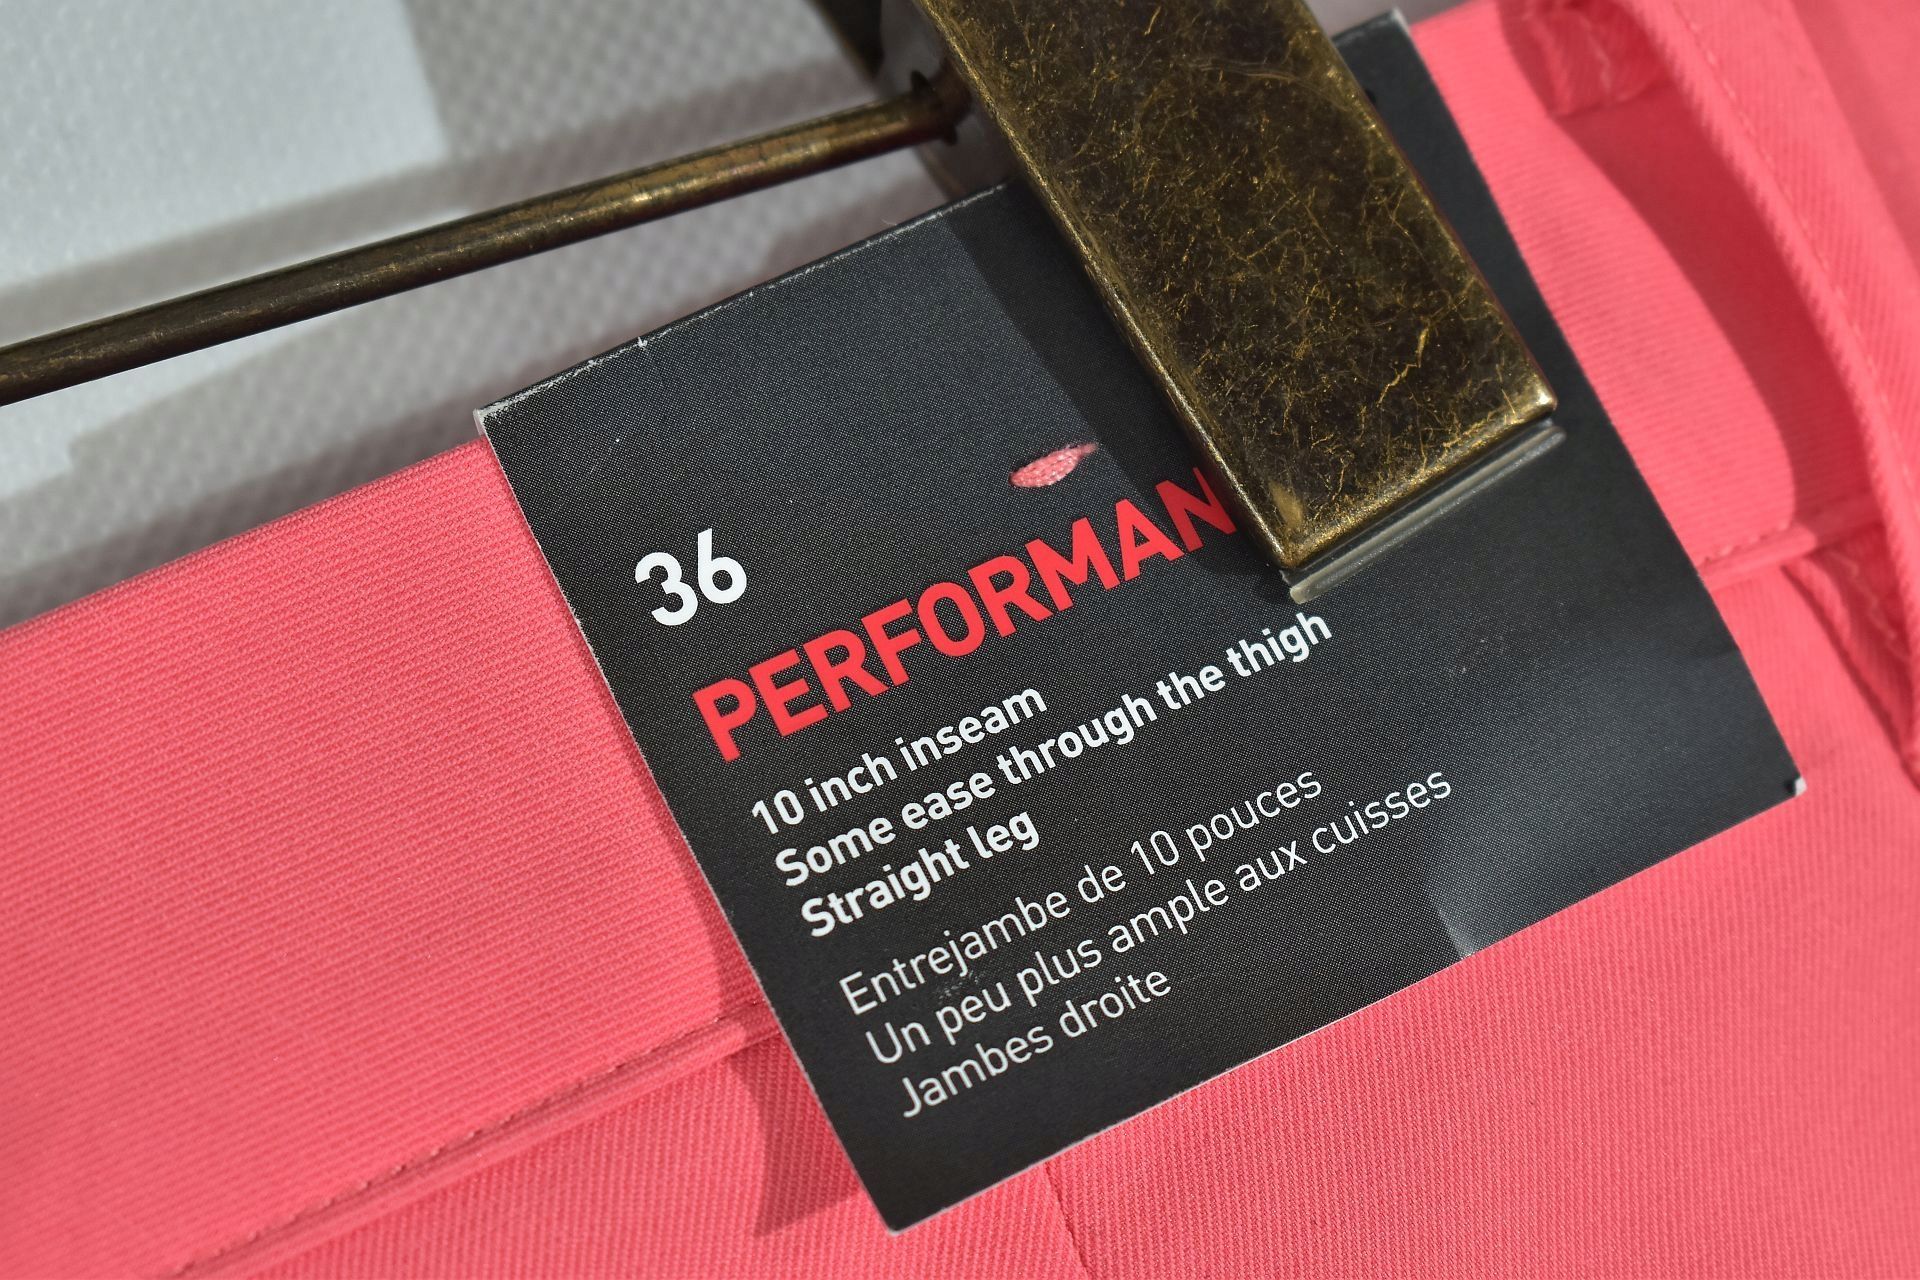 36
PERFORMAN
10 inch inseam
Some ease through the thigh
Straight leg
Entrejambe de 10 pouces
Un peu plus ample aux cuisses
Jambes droite